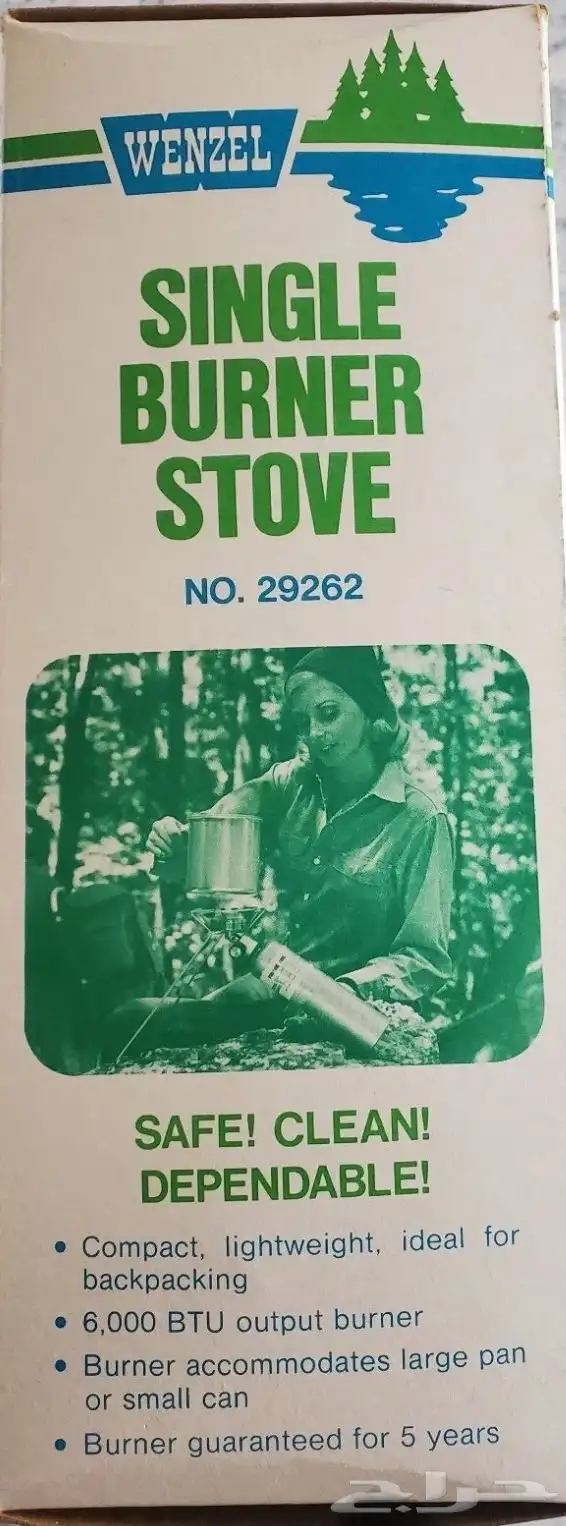 WENZEL
SINGLE
BURNER
STOVE
NO. 29262
SAFE! CLEAN!
DEPENDABLE!
• Compact, lightweight, ideal for
backpacking
• 6,000 BTU output burner
• Burner accommodates large pan
or small can
• Burner guaranteed for 5 years
حراج